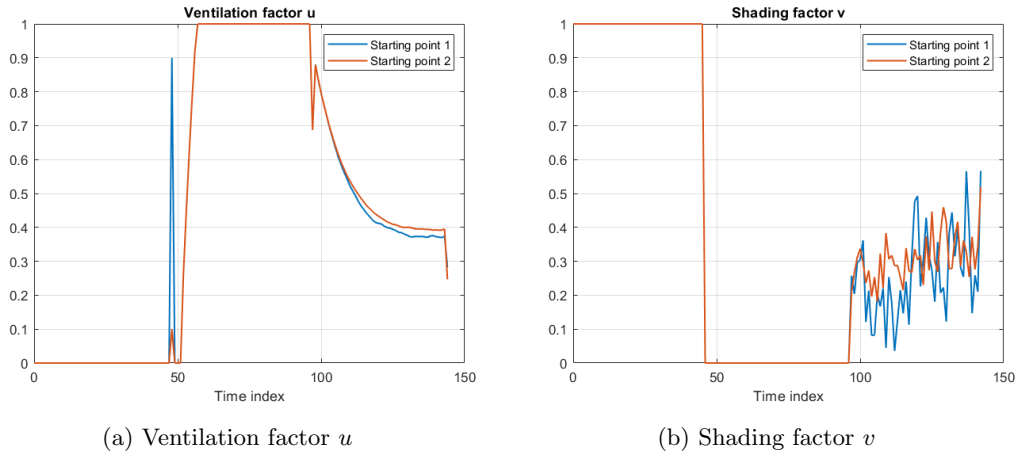 Ventilation factor u
1
0.9
0.8
0.7
0.6
0.5
0.4
0.3
0.2
0.1
0
0 50 100 150
Time index
Starting point 1
Starting point 2
(a) Ventilation factor u
Shading factor v
1
0.9
0.8
0.7
0.6
0.5
0.4
0.3
0.2
0.1
0
0 50 100 150
Time index
Starting point 1
Starting point 2
(b) Shading factor v